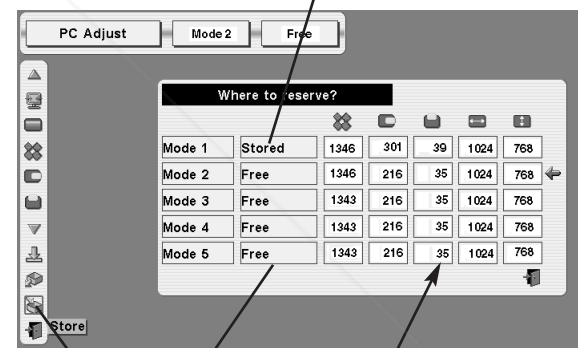 PC Adjust Mode 2 Free
Where to reserve?
Mode 1 Stored 1346 301 39 1024 768
Mode 2 Free 1346 216 35 1024 768
Mode 3 Free 1343 216 35 1024 768
Mode 4 Free 1343 216 35 1024 768
Mode 5 Free 1343 216 35 1024 768
Store